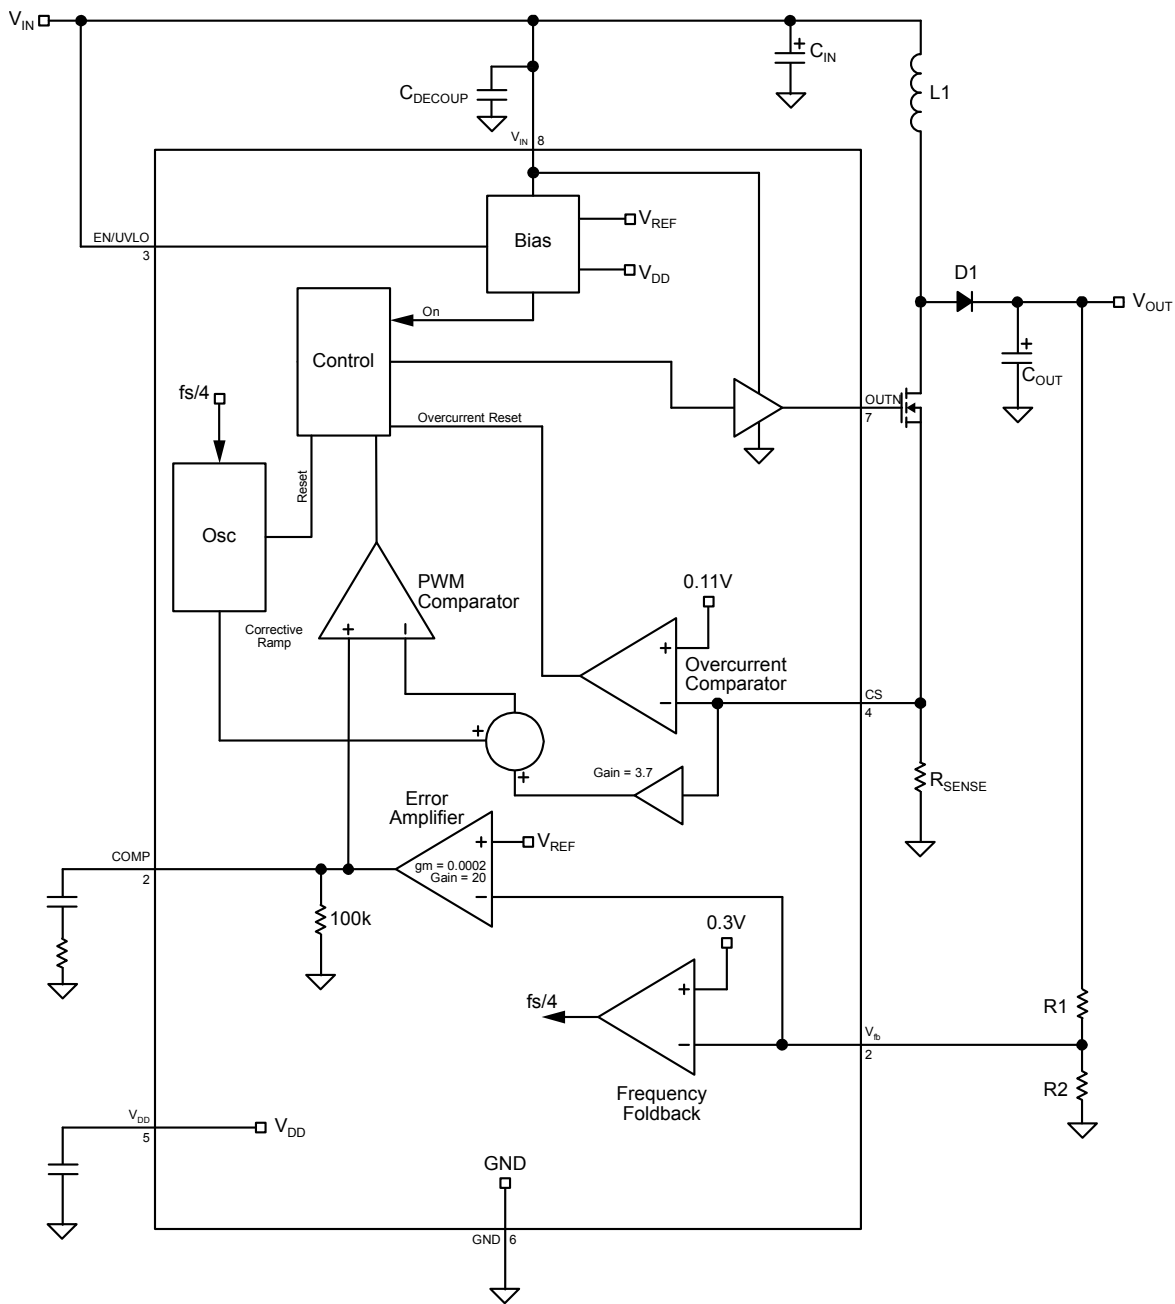 VIN
CIN
L1
CDECOUP
VIN
8
EN/UVLO
3
Bias
VREF
VDD
On
D1
VOUT
COUT
Control
fs/4
Overcurrent Reset
OUTN
7
Reset
Osc
PWM
Comparator
0.11V
Corrective
Ramp
+
–
+
–
Overcurrent
Comparator
CS
4
+
+
Gain = 3.7
RSENSE
Error
Amplifier
+
VREF
COMP
2
gm = 0.0002
Gain = 20
–
100k
0.3V
fs/4
+
–
R1
Vfb
2
Frequency
Foldback
R2
VDD
5
VDD
GND
GND
6
+
+